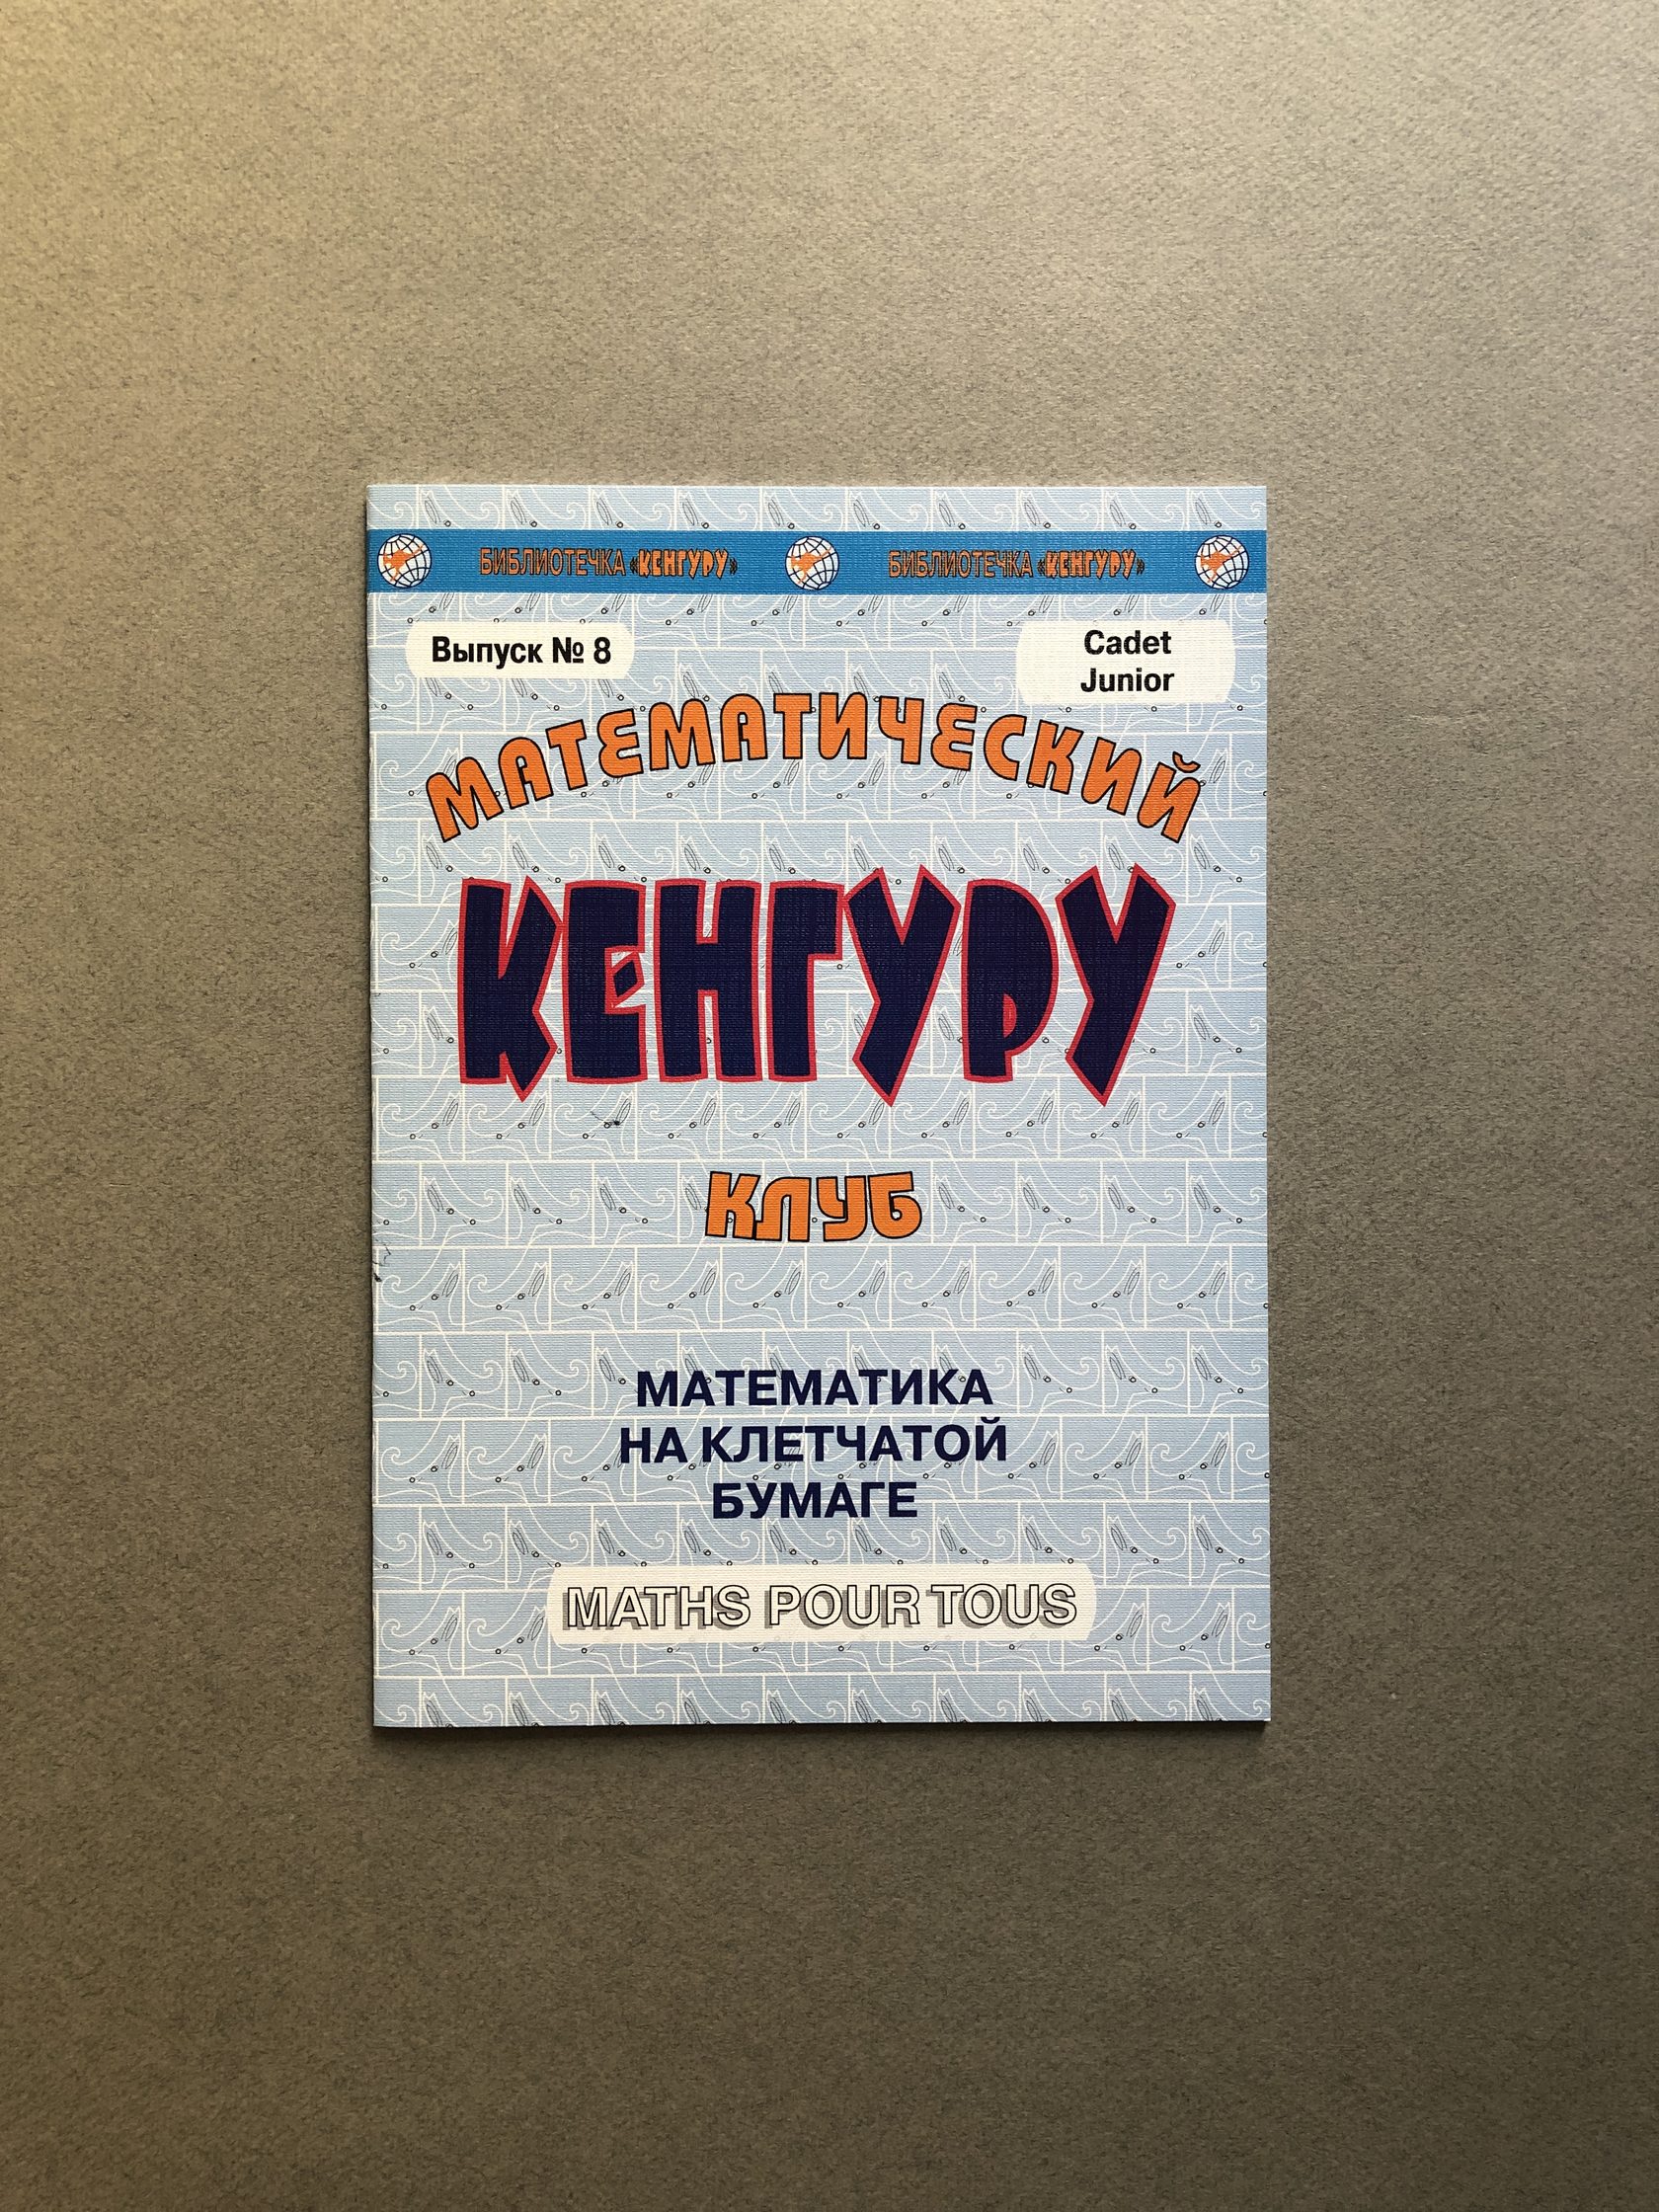 БИБЛИОТЕЧКА «КЕНГУРУ» БИБЛИОТЕЧКА «КЕНГУРУ»
Выпуск № 8
Cadet
Junior
МАТЕМАТИЧЕСКИЙ
КЕНГУРУ
КЛУБ
МАТЕМАТИКА
НА КЛЕТЧАТОЙ
БУМАГЕ
MATHS POUR TOUS